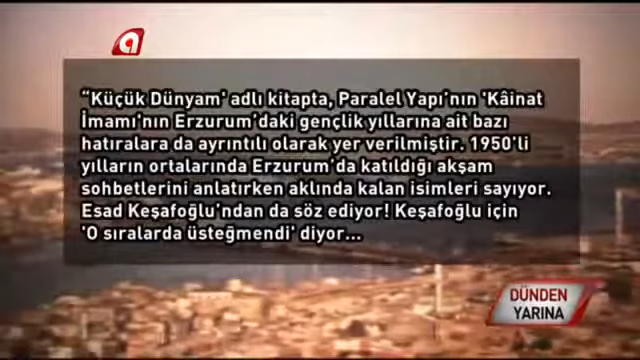 a
“Küçük Dünyam' adlı kitapta, Paralel Yapı'nın 'Kâinat
İmamı'nın Erzurum'daki gençlik yıllarına ait bazı
hatıralara da ayrıntılı olarak yer verilmiştir. 1950'li
yılların ortalarında Erzurum'da katıldığı akşam
sohbetlerini anlatırken aklında kalan isimleri sayıyor.
Esad Keşafoğlu'ndan da söz ediyor! Keşafoğlu için
'O sıralarda üsteğmendi' diyor...
DÜNDEN
YARINA